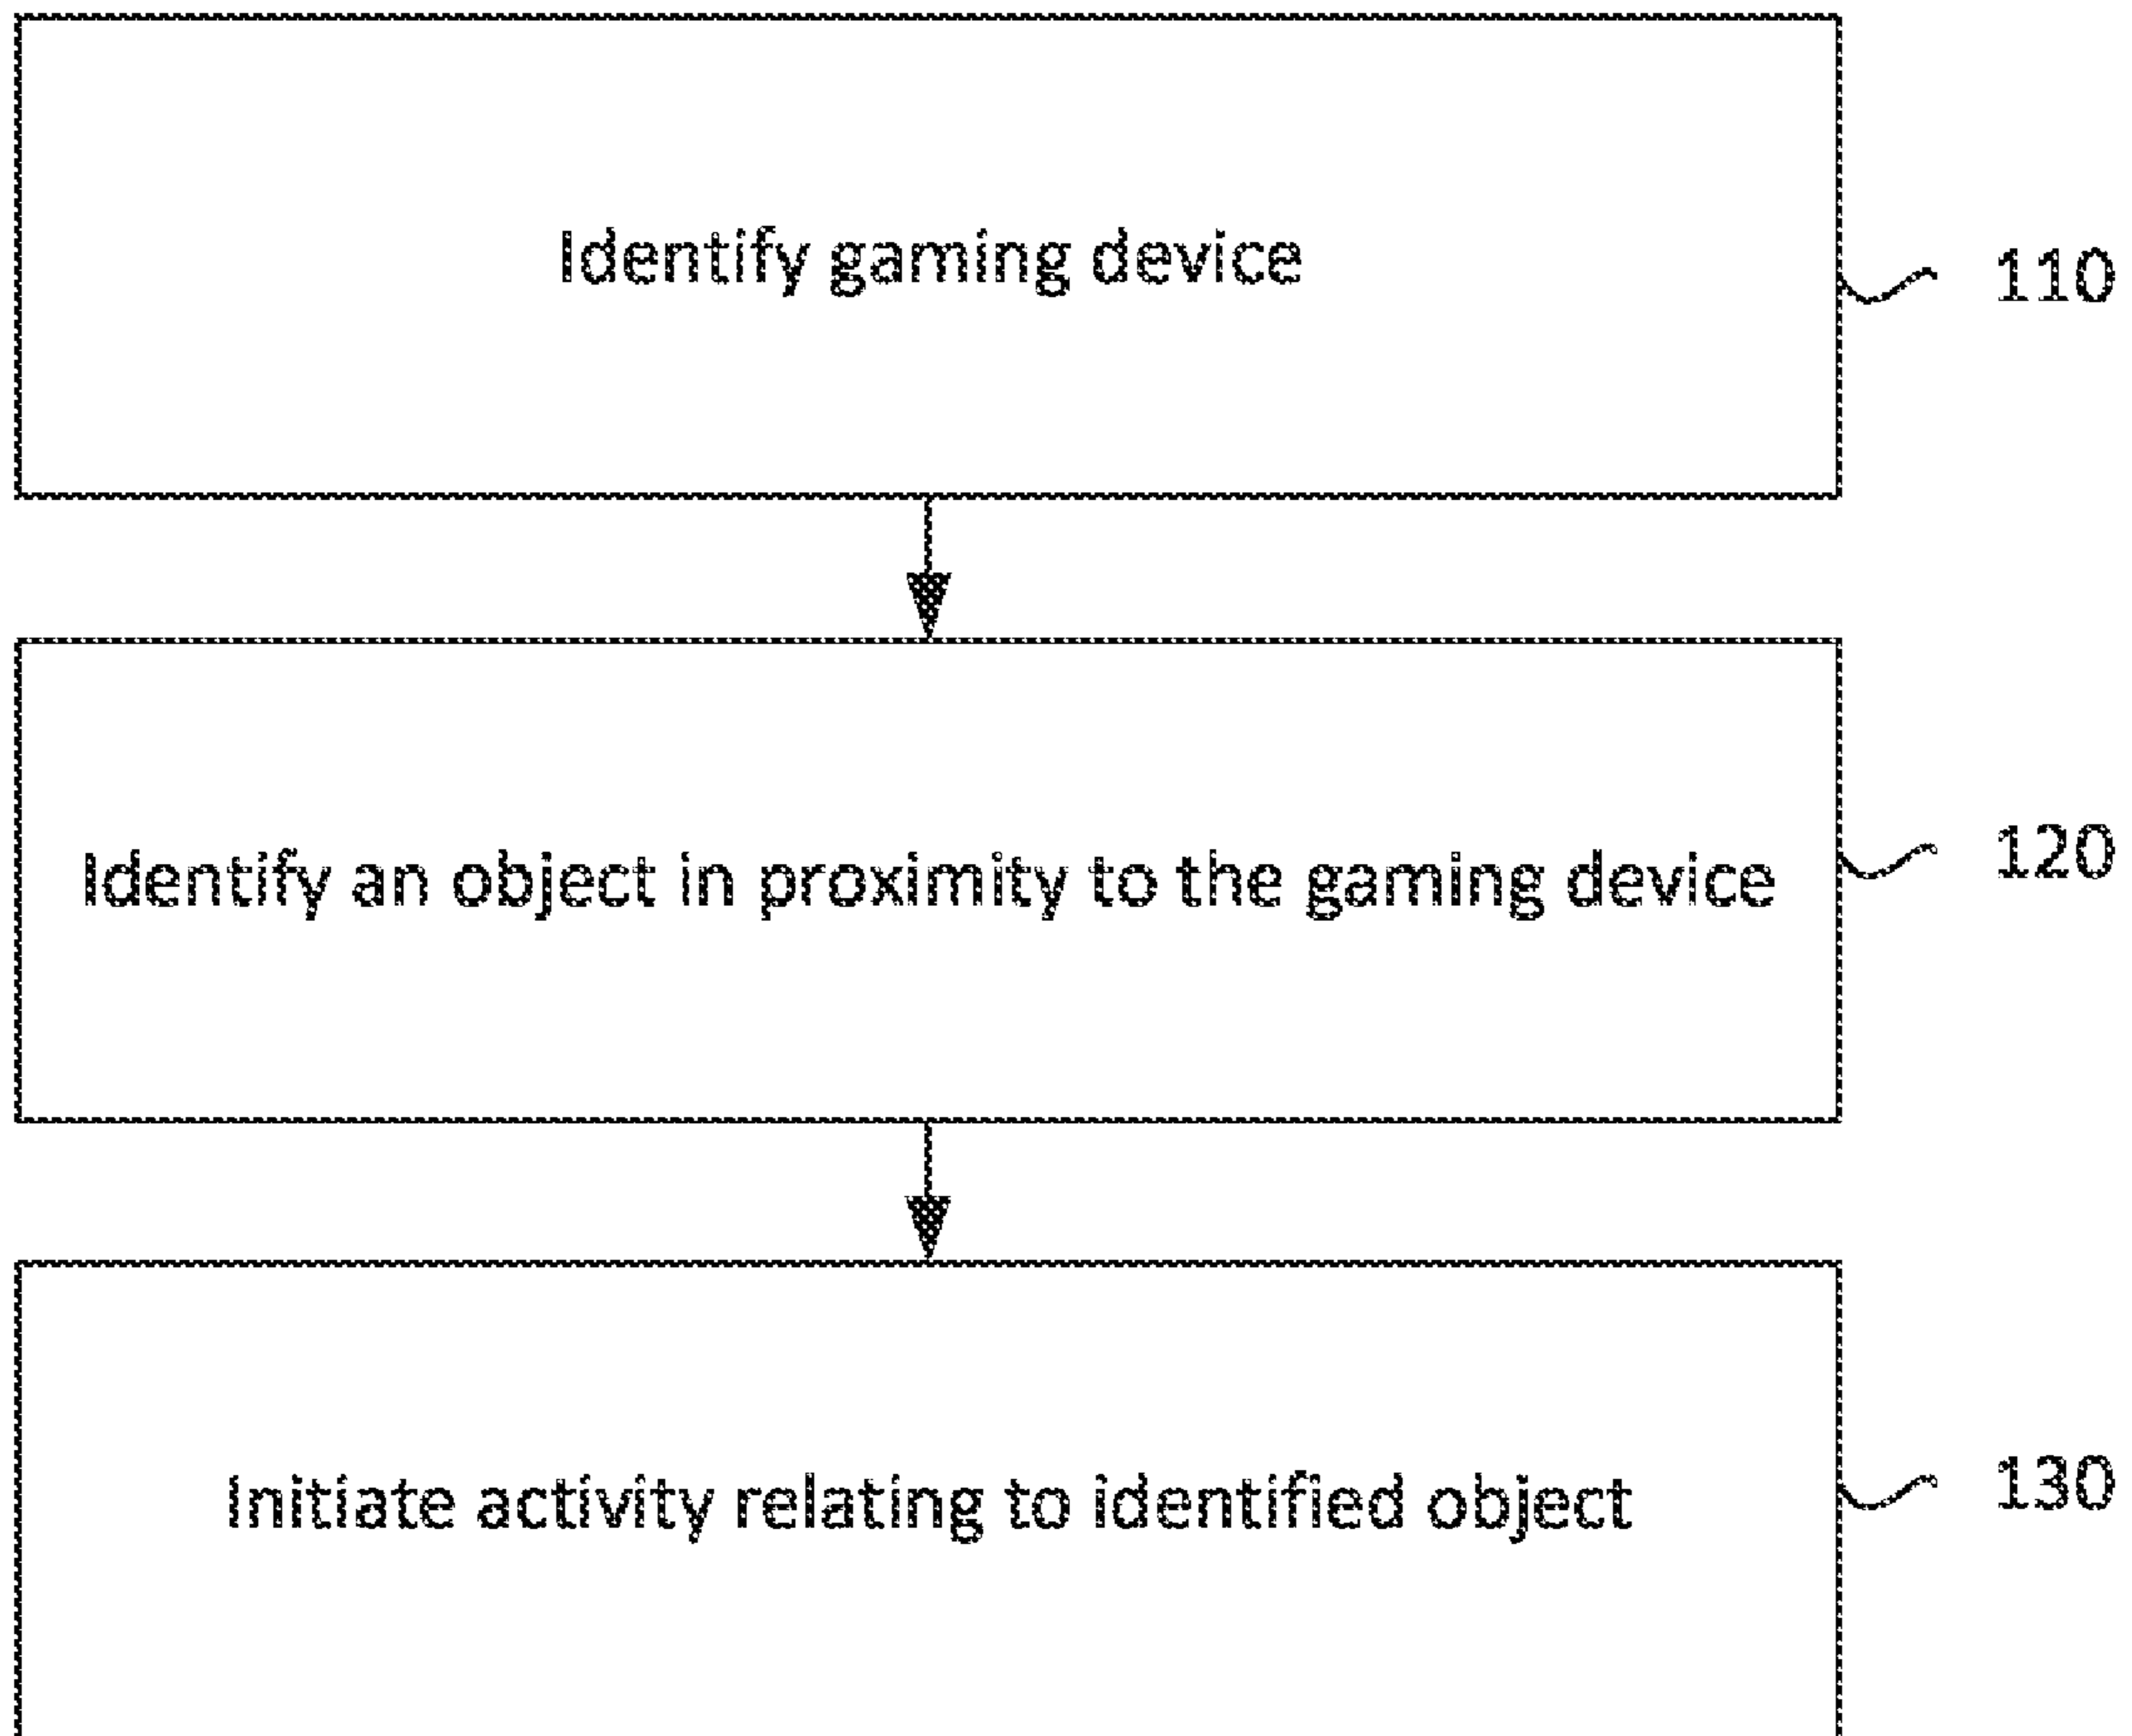 Identify gaming device
110
Identify an object in proximity to the gaming device
120
Initiate activity relating to identified object
130